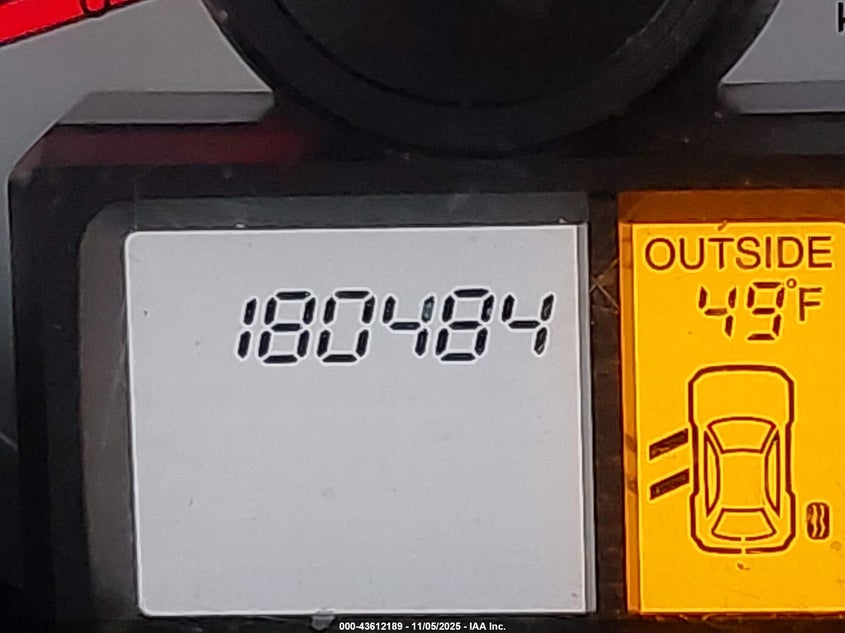 180484
OUTSIDE
49°F
000-43612189 - 11/05/2025 - IAA Inc.